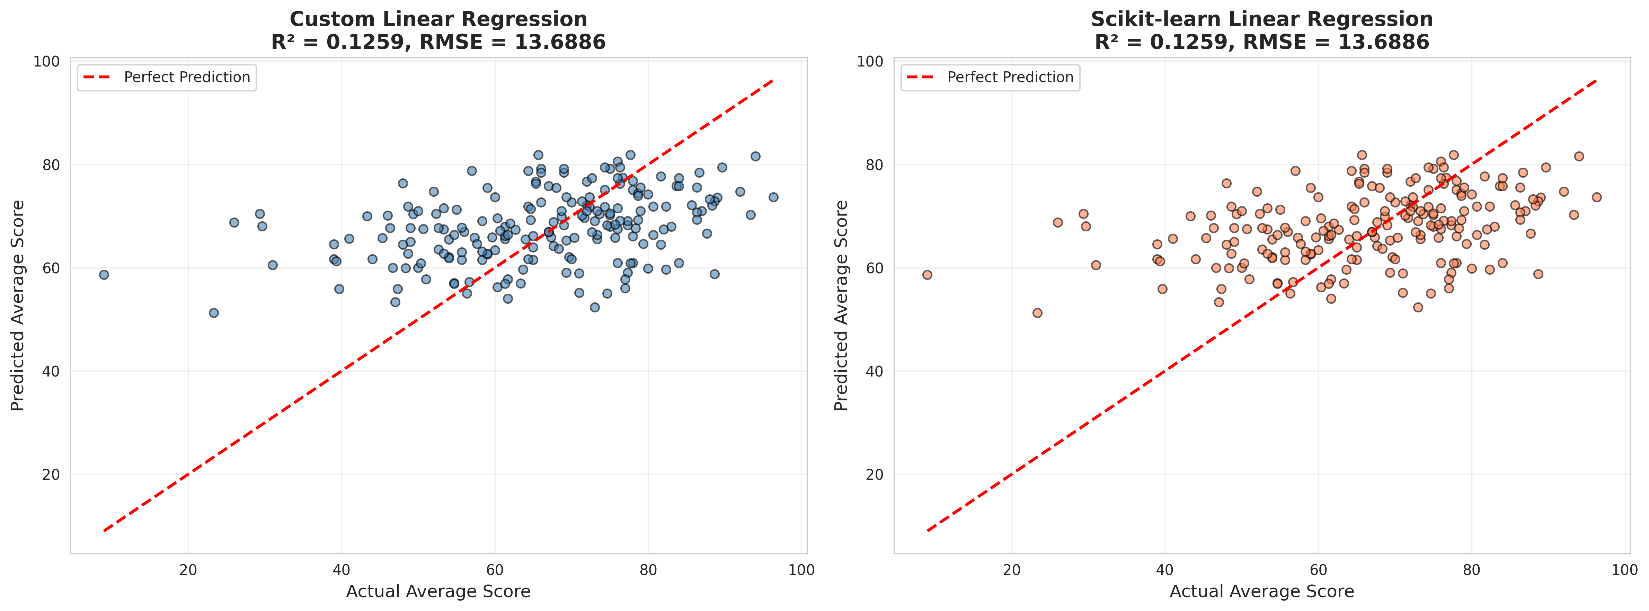 Custom Linear Regression
R² = 0.1259, RMSE = 13.6886
Perfect Prediction
100
80
60
40
20
Predicted Average Score
20
40
60
80
100
Actual Average Score
Scikit-learn Linear Regression
R² = 0.1259, RMSE = 13.6886
Perfect Prediction
100
80
60
40
20
Predicted Average Score
20
40
60
80
100
Actual Average Score